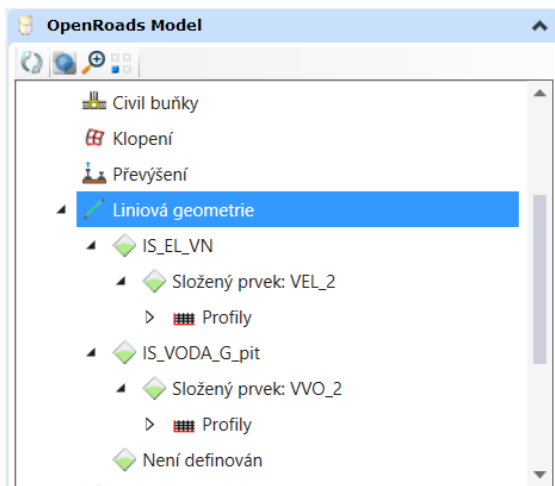 OpenRoads Model
Civil buňky
Klopení
Převýšení
Liniová geometrie
IS_EL_VN
Složený prvek: VEL_2
Profily
IS_VODA_G_pit
Složený prvek: VVO_2
Profily
Není definován